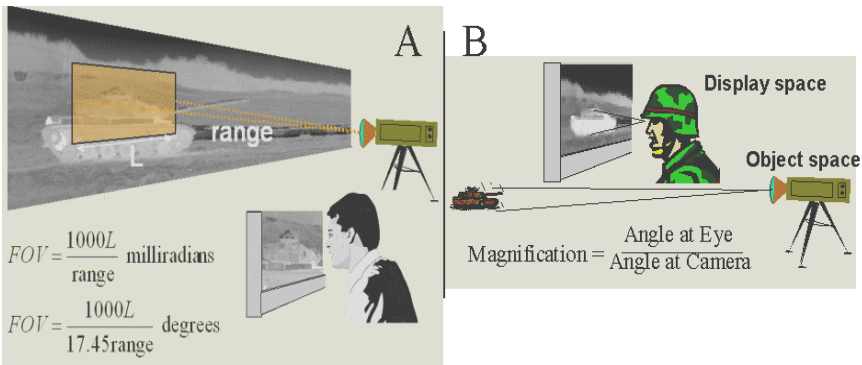 A
L
range
FOV = 1000L / range milliradians
FOV = 1000L / 17.45range degrees
B
Display space
Object space
Magnification = Angle at Eye / Angle at Camera